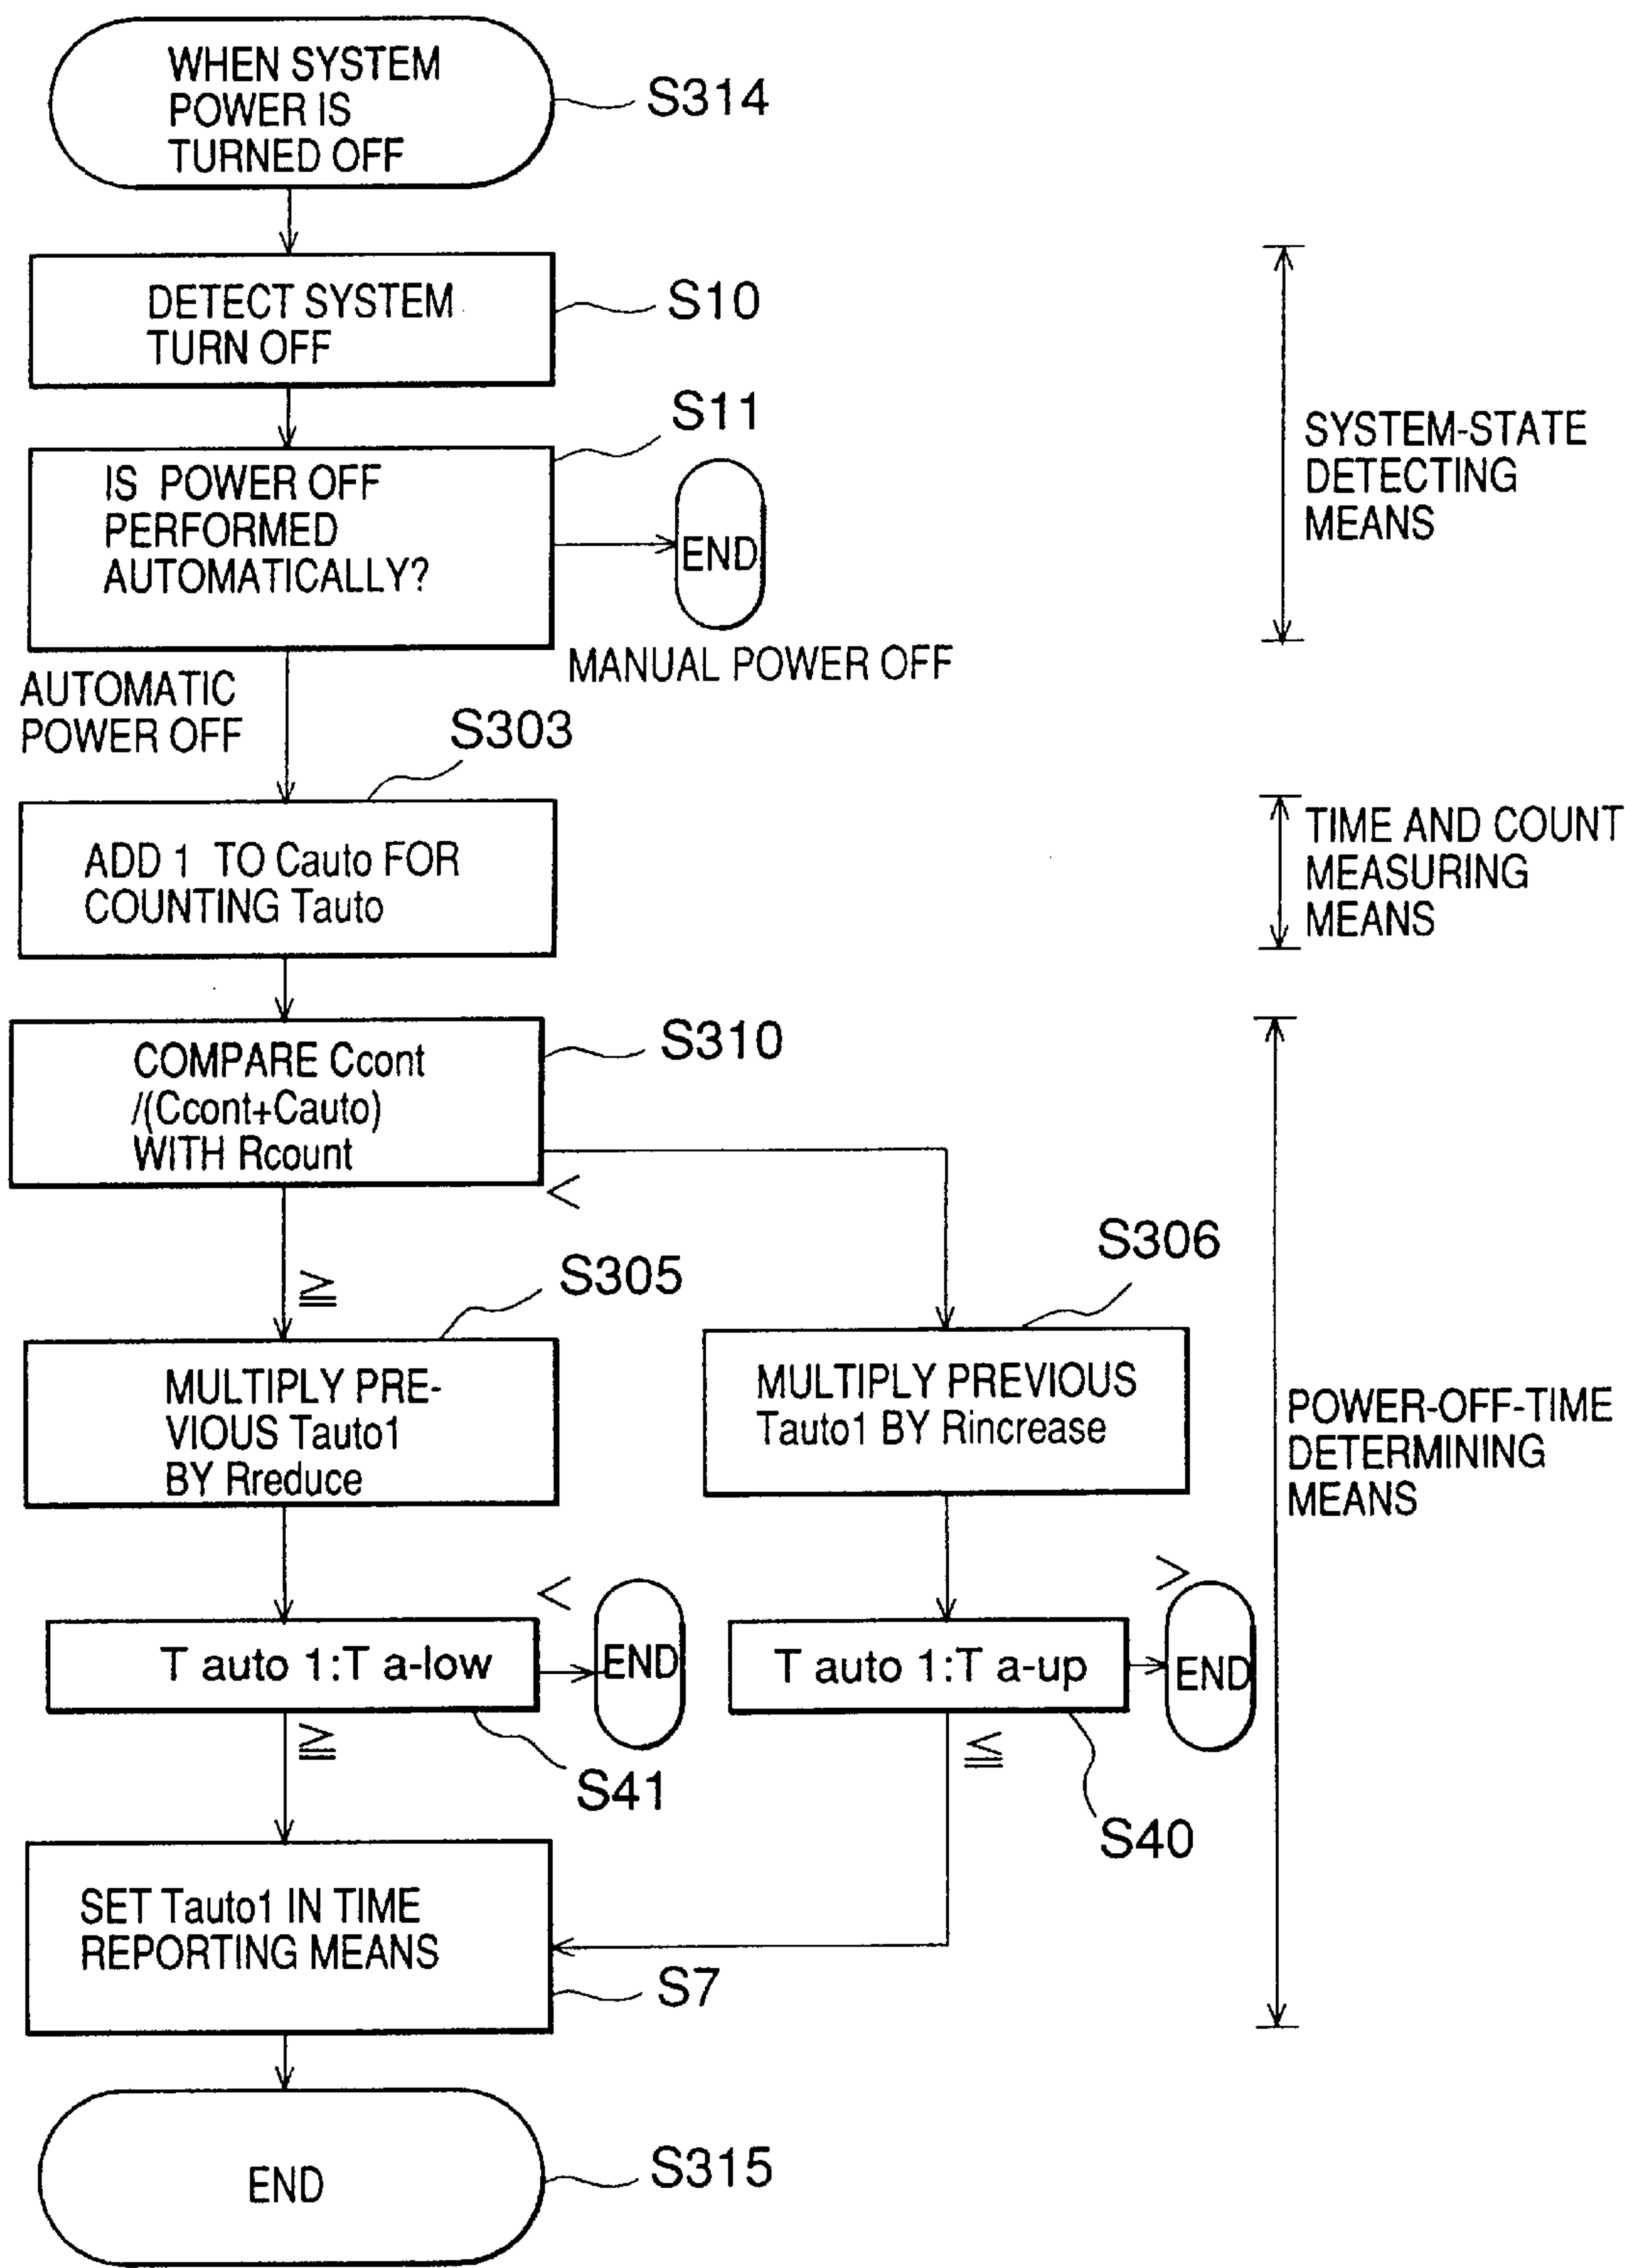 WHEN SYSTEM
POWER IS
TURNED OFF
S314
DETECT SYSTEM
TURN OFF
S10
S11
IS POWER OFF
PERFORMED
AUTOMATICALLY?
END
MANUAL POWER OFF
SYSTEM-STATE
DETECTING
MEANS
AUTOMATIC
POWER OFF
S303
ADD 1 TO Cauto FOR
COUNTING Tauto
TIME AND COUNT
MEASURING
MEANS
COMPARE Ccont
/(Ccont+Cauto)
WITH Rcount
S310
<
≧
S305
S306
MULTIPLY PRE-
VIOUS Tauto1
BY Rreduce
MULTIPLY PREVIOUS
Tauto1 BY Rincrease
POWER-OFF-TIME
DETERMINING
MEANS
T auto 1:T a-low
<
END
T auto 1:T a-up
>
END
≧
S41
≦
S40
SET Tauto1 IN TIME
REPORTING MEANS
S7
END
S315